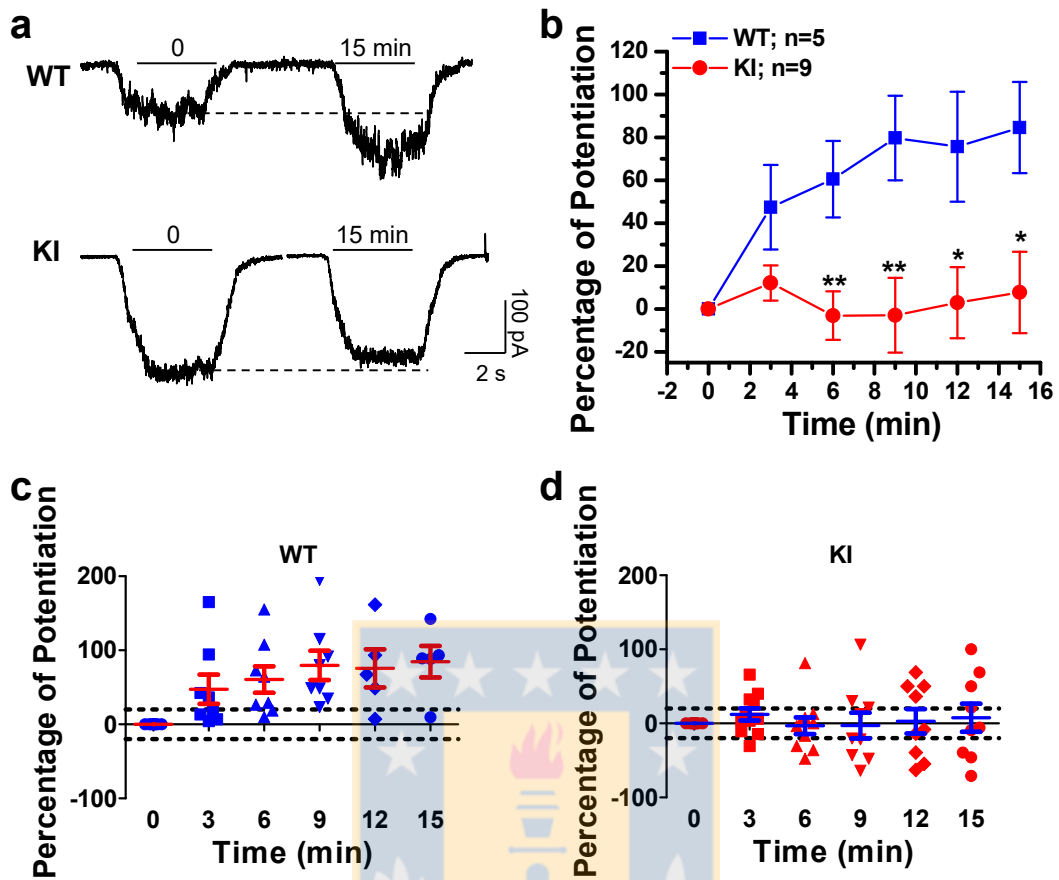 a
WT
0
15 min
KI
0
15 min
100 pA
2 s
b
WT; n=5
KI; n=9
Percentage of Potentiation
120
100
80
60
40
20
0
-20
**
**
*
*
-2
0
2
4
6
8
10
12
14
16
Time (min)
c
WT
Percentage of Potentiation
200
100
0
-100
0
3
6
9
12
15
Time (min)
d
KI
Percentage of Potentiation
200
100
0
-100
0
3
6
9
12
15
Time (min)